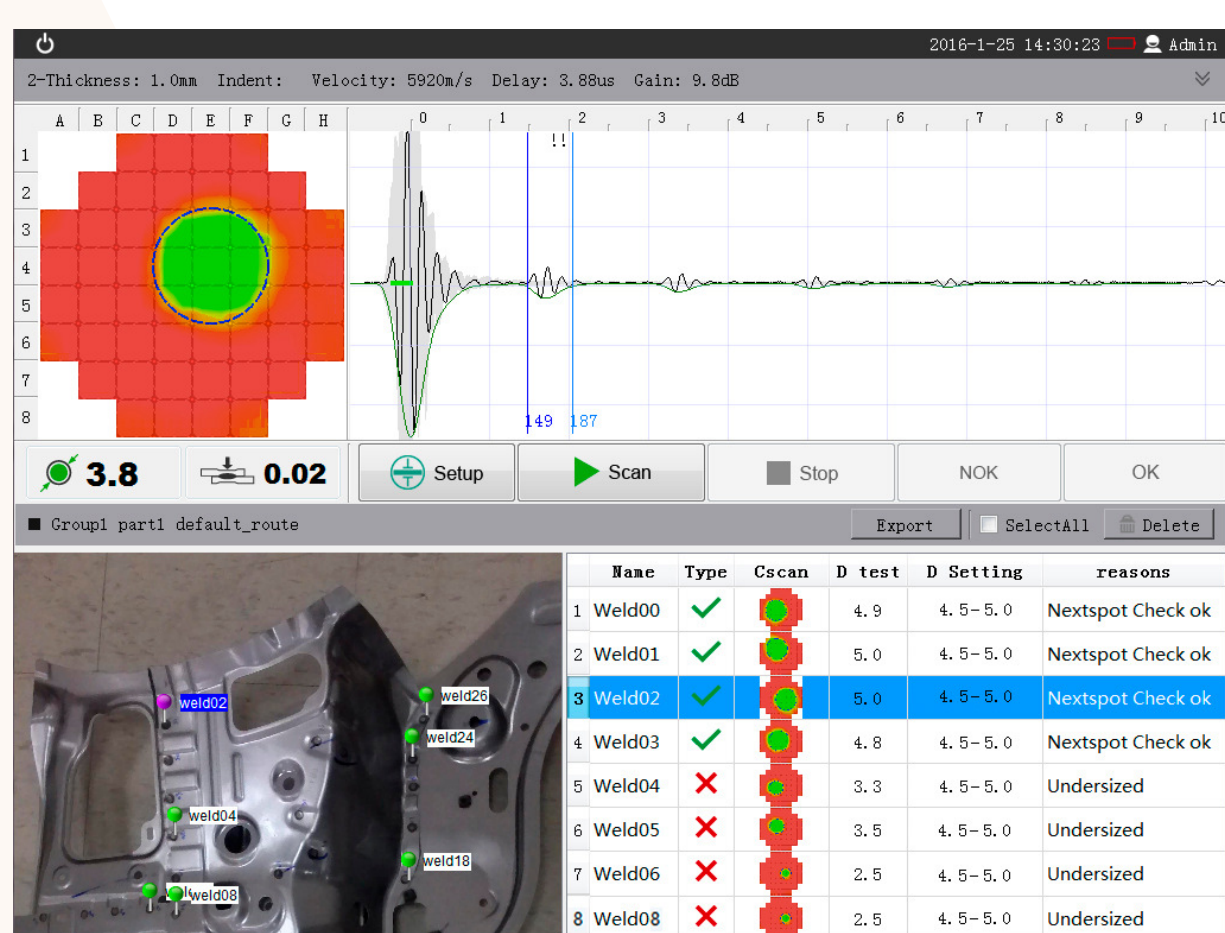 2016-1-25 14:30:23 Admin
2-Thickness: 1.0mm Indent: Velocity: 5920m/s Delay: 3.88us Gain: 9.8dB
A B C D E F G H
0 1 2 3 4 5 6 7 8 9 10
!!
1
2
3
4
5
6
7
8
149 187
3.8 0.02 Setup Scan Stop NOK OK
Group1 part1 default_route Export SelectAll Delete
Name Type Cscan D test D Setting reasons
1 Weld00 4.9 4.5-5.0 Nextspot Check ok
2 Weld01 5.0 4.5-5.0 Nextspot Check ok
3 Weld02 5.0 4.5-5.0 Nextspot Check ok
4 Weld03 4.8 4.5-5.0 Nextspot Check ok
5 Weld04 3.3 4.5-5.0 Undersized
6 Weld05 3.5 4.5-5.0 Undersized
7 Weld06 2.5 4.5-5.0 Undersized
8 Weld08 2.5 4.5-5.0 Undersized
weld02
weld26
weld24
weld04
weld18
weld08